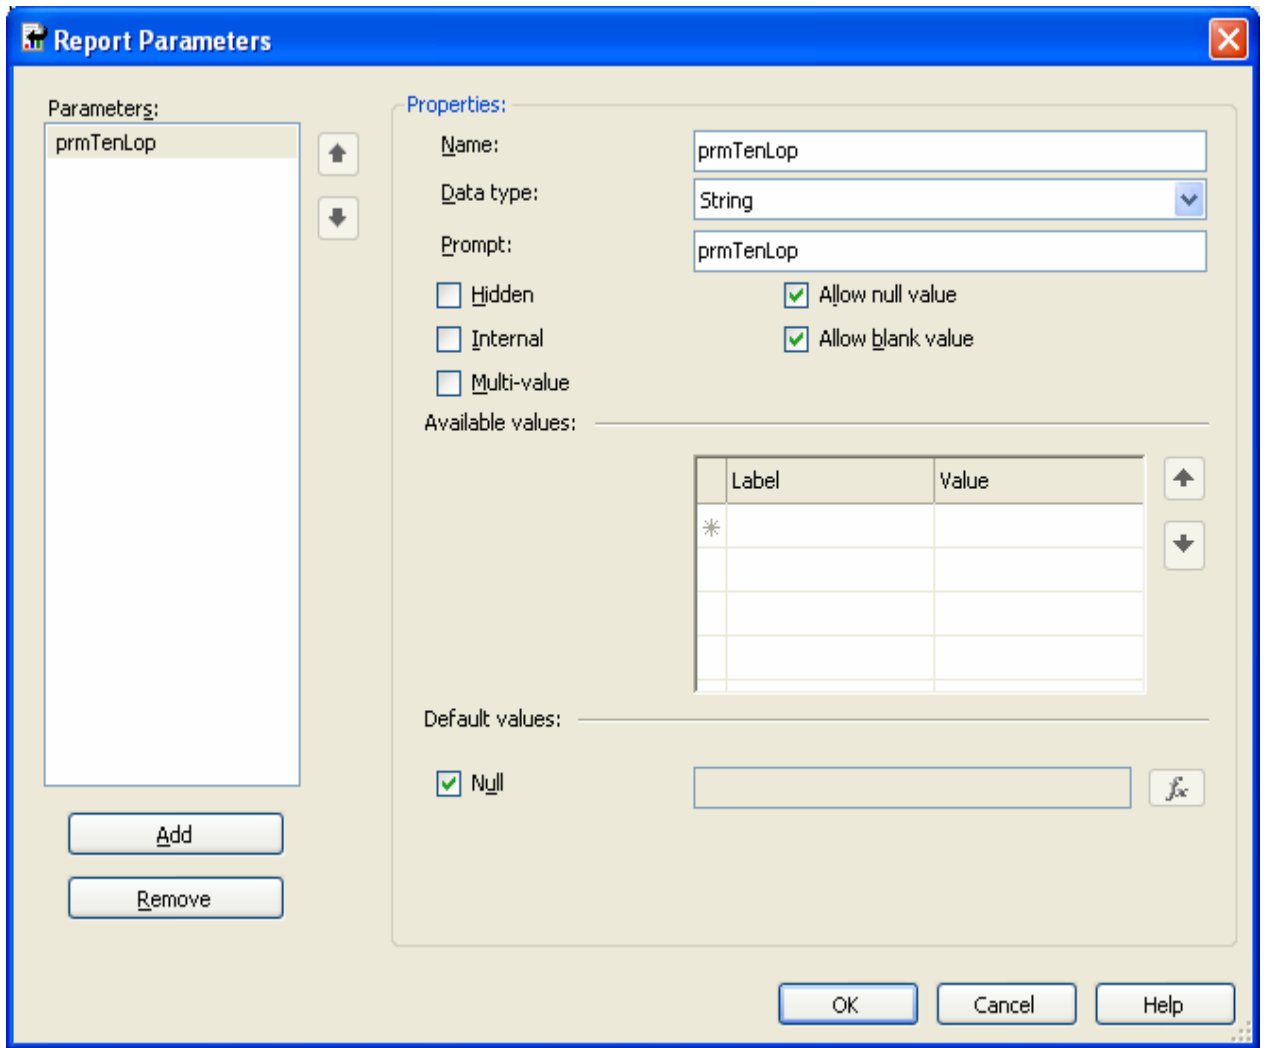 Report Parameters
Parameters:
prmTenLop
Add
Remove
Properties:
Name:
prmTenLop
Data type:
String
Prompt:
prmTenLop
Hidden
Allow null value
Internal
Allow blank value
Multi-value
Available values:
Label Value
Default values:
Null
fx
OK Cancel Help